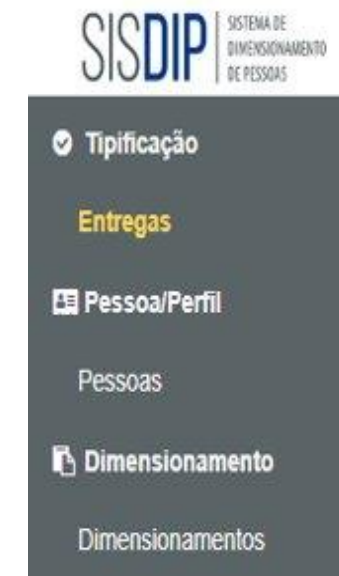 SISDIP
SISTEMA DE
DIMENSIONAMENTO
DE PESSOAS
Tipificação
Entregas
Pessoa/Perfil
Pessoas
Dimensionamento
Dimensionamentos